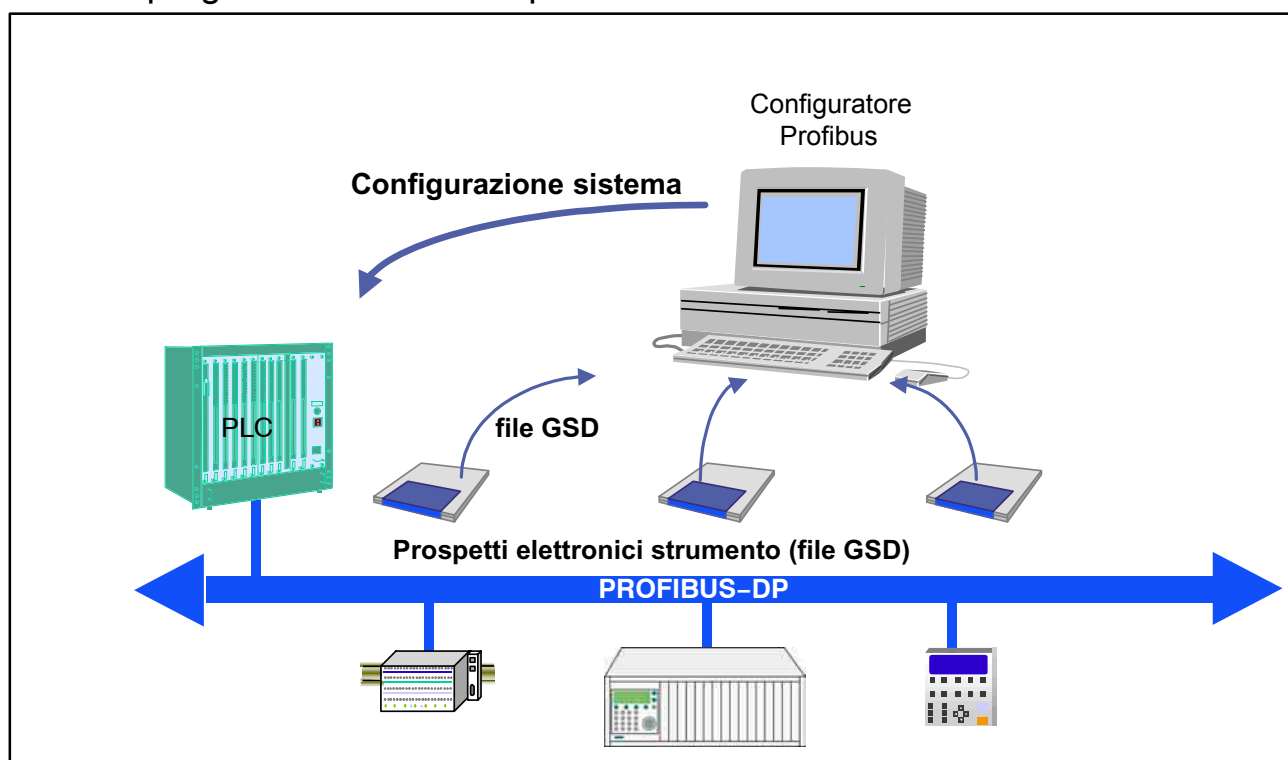 Configuratore
Profibus
Configurazione sistema
PLC
file GSD
Prospetti elettronici strumento (file GSD)
PROFIBUS–DP